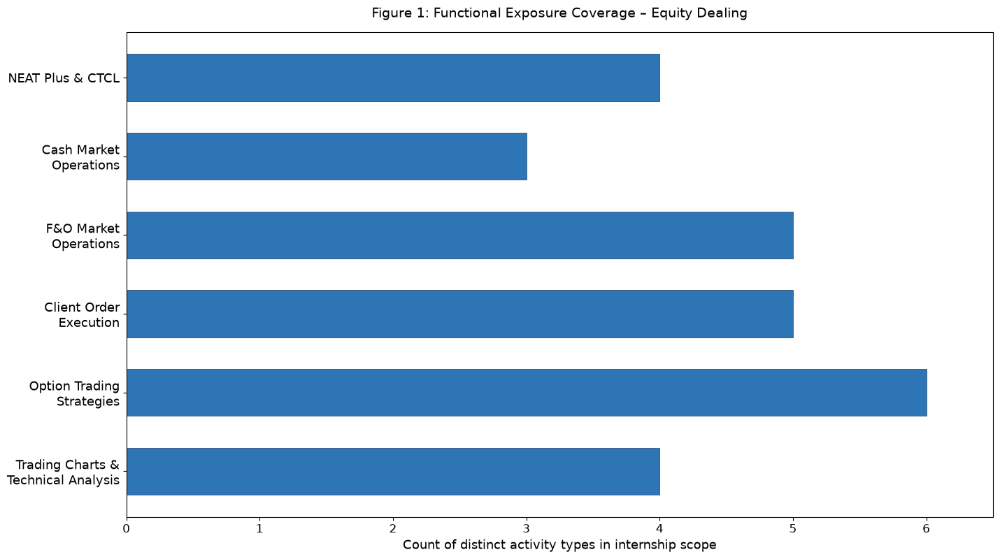 Figure 1: Functional Exposure Coverage – Equity Dealing
NEAT Plus & CTCL
Cash Market
Operations
F&O Market
Operations
Client Order
Execution
Option Trading
Strategies
Trading Charts &
Technical Analysis
0 1 2 3 4 5 6
Count of distinct activity types in internship scope